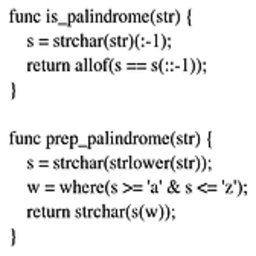 func is_palindrome(str) {
s = strchar(str)(:-1);
return allof(s == s(::-1));
}
func prep_palindrome(str) {
s = strchar(strlower(str));
w = where(s >= 'a' & s <= 'z');
return strchar(s(w));
}